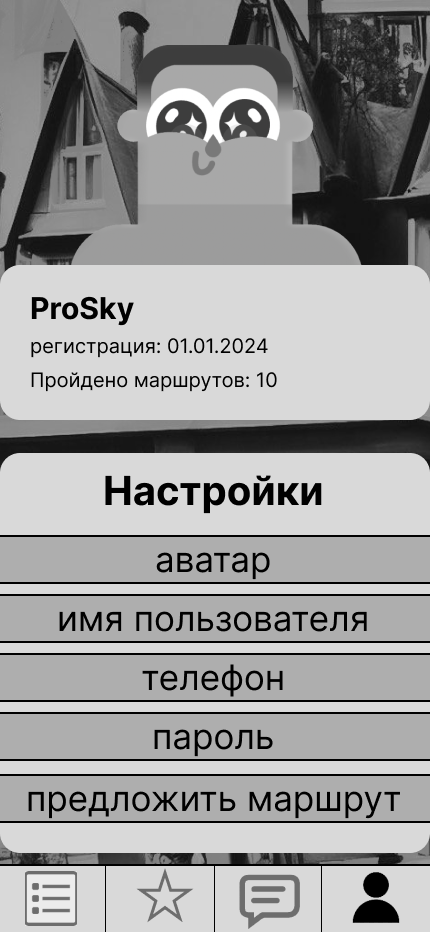 ProSky
регистрация: 01.01.2024
Пройдено маршрутов: 10
Настройки
аватар
имя пользователя
телефон
пароль
предложить маршрут